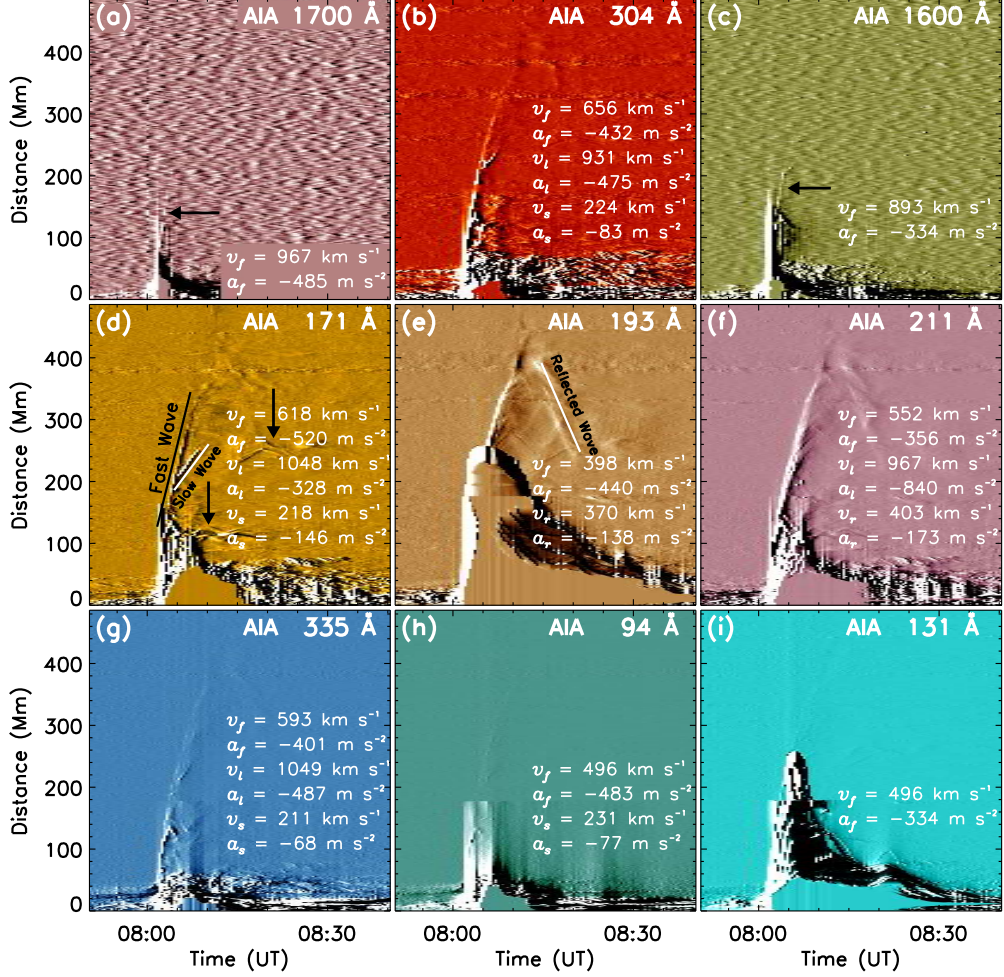 (a) AIA 1700 Å
v_f = 967 km s⁻¹
a_f = −485 m s⁻²
(b) AIA 304 Å
v_f = 656 km s⁻¹
a_f = −432 m s⁻²
v_l = 931 km s⁻¹
a_l = −475 m s⁻²
v_s = 224 km s⁻¹
a_s = −83 m s⁻²
(c) AIA 1600 Å
v_f = 893 km s⁻¹
a_f = −334 m s⁻²
Distance (Mm)
400
300
200
100
0
(d) AIA 171 Å
Fast Wave
Slow Wave
v_f = 618 km s⁻¹
a_f = −520 m s⁻²
v_l = 1048 km s⁻¹
a_l = −328 m s⁻²
v_s = 218 km s⁻¹
a_s = −146 m s⁻²
(e) AIA 193 Å
Reflected Wave
v_f = 398 km s⁻¹
a_f = −440 m s⁻²
v_r = 370 km s⁻¹
a_r = −138 m s⁻²
(f) AIA 211 Å
v_f = 552 km s⁻¹
a_f = −356 m s⁻²
v_l = 967 km s⁻¹
a_l = −840 m s⁻²
v_r = 403 km s⁻¹
a_r = −173 m s⁻²
Distance (Mm)
400
300
200
100
0
(g) AIA 335 Å
v_f = 593 km s⁻¹
a_f = −401 m s⁻²
v_l = 1049 km s⁻¹
a_l = −487 m s⁻²
v_s = 211 km s⁻¹
a_s = −68 m s⁻²
(h) AIA 94 Å
v_f = 496 km s⁻¹
a_f = −483 m s⁻²
v_s = 231 km s⁻¹
a_s = −77 m s⁻²
(i) AIA 131 Å
v_f = 496 km s⁻¹
a_f = −334 m s⁻²
Distance (Mm)
400
300
200
100
0
08:00 08:30
Time (UT)
08:00 08:30
Time (UT)
08:00 08:30
Time (UT)